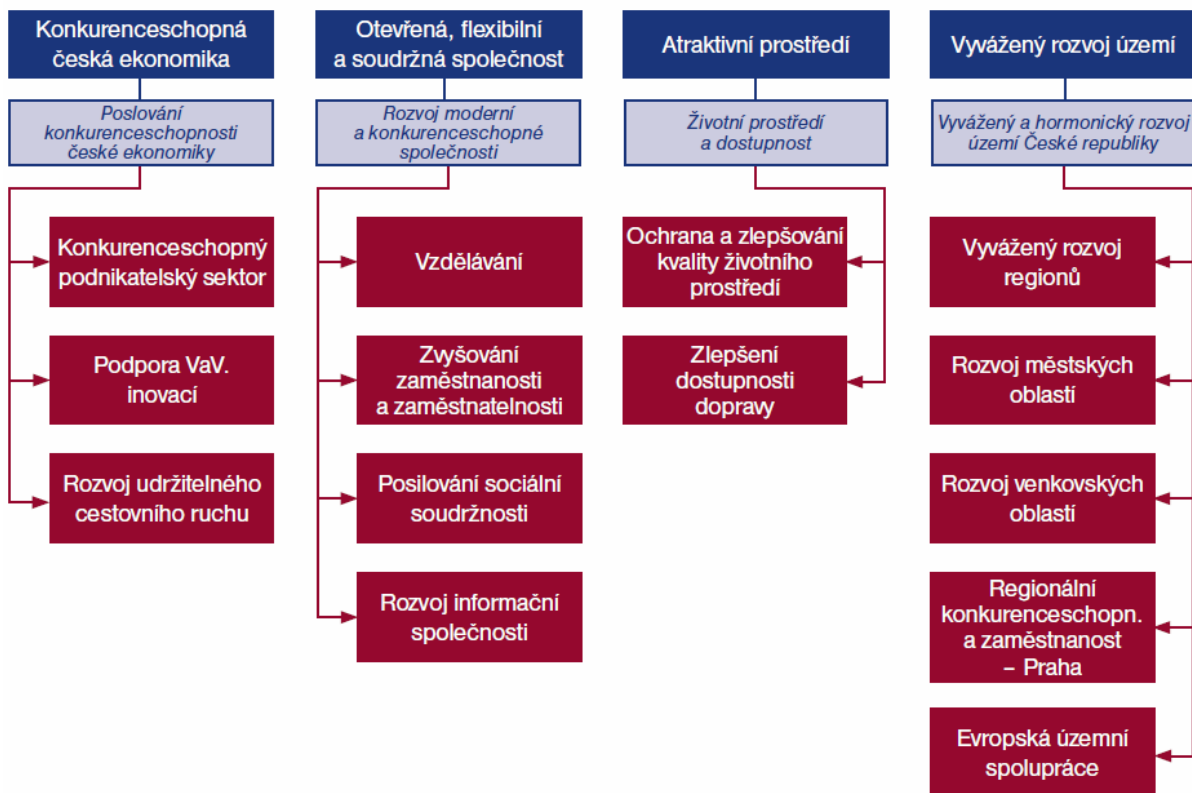 Konkurenceschopná
česká ekonomika
Poslování
konkurenceschopnosti
české ekonomiky
Konkurenceschopný
podnikatelský sektor
Podpora VaV.
inovací
Rozvoj udržitelného
cestovního ruchu
Otevřená, flexibilní
a soudržná společnost
Rozvoj moderní
a konkurenceschopné
společnosti
Vzdělávání
Zvyšování
zaměstnanosti
a zaměstnatelnosti
Posilování sociální
soudržnosti
Rozvoj informační
společnosti
Atraktivní prostředí
Životní prostředí
a dostupnost
Ochrana a zlepšování
kvality životního
prostředí
Zlepšení
dostupnosti
dopravy
Vyvážený rozvoj území
Vyvážený a hormonický rozvoj
území České republiky
Vyvážený rozvoj
regionů
Rozvoj městských
oblastí
Rozvoj venkovských
oblastí
Regionální
konkurenceschopn.
a zaměstnanost
– Praha
Evropská územní
spolupráce